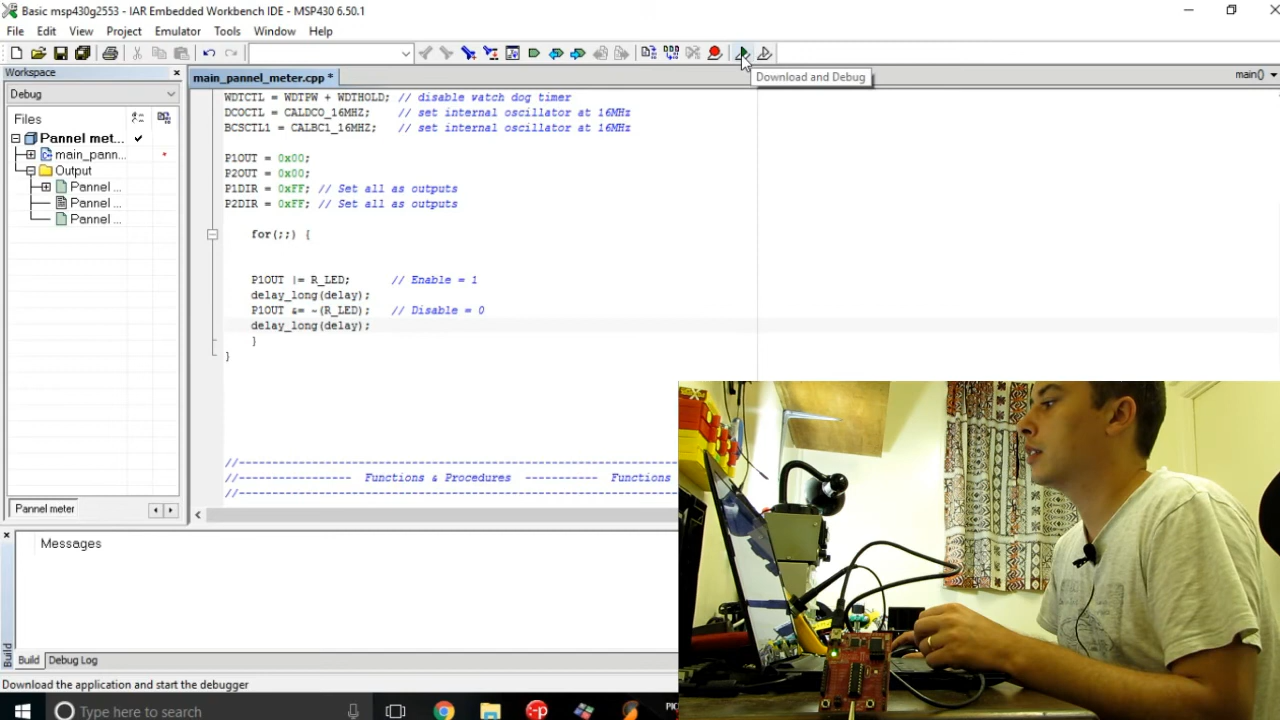 Basic msp430g2553 - IAR Embedded Workbench IDE - MSP430 6.50.1
File Edit View Project Emulator Tools Window Help
Workspace
main_pannel_meter.cpp *
Download and Debug
main()
Debug
Files
Pannel met...
main_pann...
Output
Pannel ...
Pannel ...
Pannel ...
WDTCTL = WDTPW + WDTHOLD; // disable watch dog timer
DCOCTL = CALDCO_16MHZ; // set internal oscillator at 16MHz
BCSCTL1 = CALBC1_16MHZ; // set internal oscillator at 16MHz
P1OUT = 0x00;
P2OUT = 0x00;
P1DIR = 0xFF; // Set all as outputs
P2DIR = 0xFF; // Set all as outputs
for(;;) {
P1OUT |= R_LED; // Enable = 1
delay_long(delay);
P1OUT &= ~(R_LED); // Disable = 0
delay_long(delay);
}
}
//--------------------------------------------------------------
//---------------- Functions & Procedures ----------- Functions
//--------------------------------------------------------------
Pannel meter
Messages
Build
Build Debug Log
Download the application and start the debugger
Type here to search